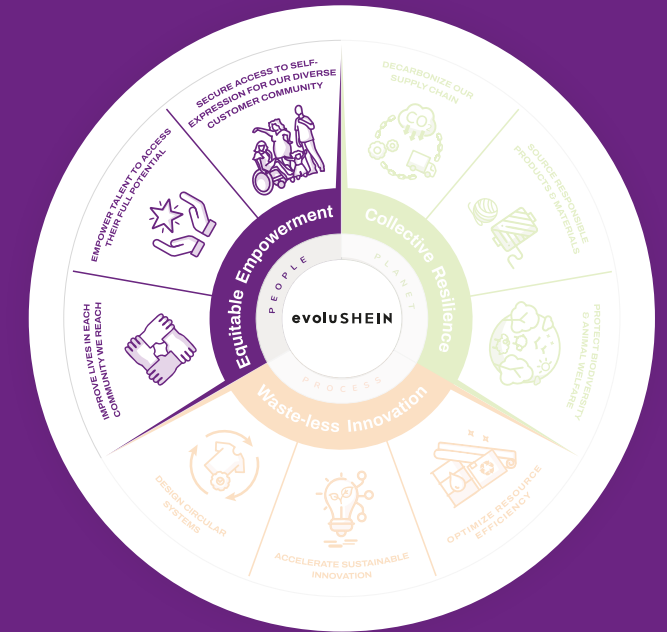 SECURE ACCESS TO SELF-
EXPRESSION FOR OUR DIVERSE
CUSTOMER COMMUNITY
EMPOWER TALENT TO ACCESS
THEIR FULL POTENTIAL
IMPROVE LIVES IN EACH
COMMUNITY WE REACH
Equitable Empowerment
PEOPLE
DECARBONIZE OUR
SUPPLY CHAIN
CO
SOURCE RESPONSIBLE
PRODUCTS & MATERIALS
PROTECT BIODIVERSITY
& ANIMAL WELFARE
Collective Resilience
PLANET
evoluSHEIN
PROCESS
Waste-less Innovation
DESIGN CIRCULAR
SYSTEMS
ACCELERATE SUSTAINABLE
INNOVATION
OPTIMIZE RESOURCE
EFFICIENCY